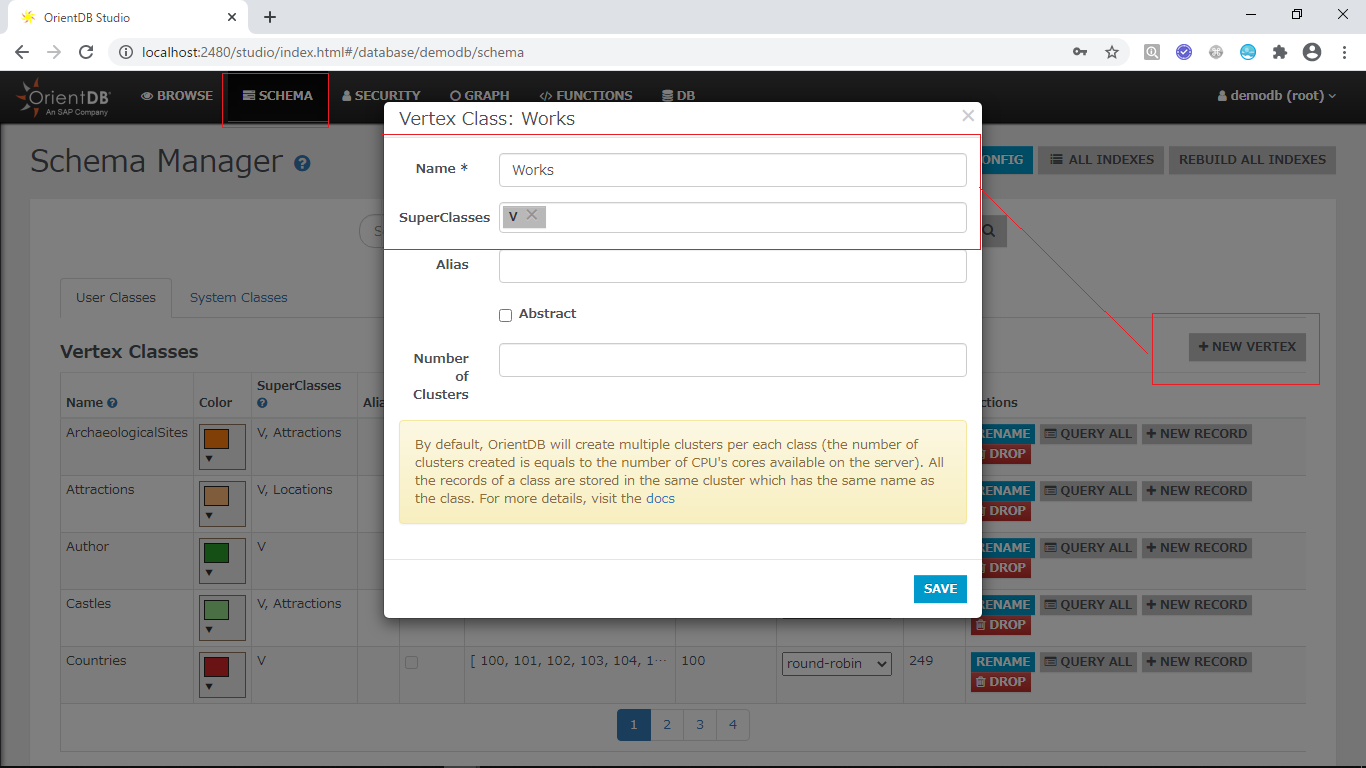 OrientDB Studio
localhost:2480/studio/index.html#/database/demodb/schema
OrientDB
An SAP Company
BROWSE
SCHEMA
SECURITY
GRAPH
FUNCTIONS
DB
demodb (root)
Vertex Class: Works
Schema Manager
ONFIG
ALL INDEXES
REBUILD ALL INDEXES
Name *
Works
SuperClasses
V
Alias
Abstract
Number
of
Clusters
By default, OrientDB will create multiple clusters per each class (the number of
clusters created is equals to the number of CPU's cores available on the server). All
the records of a class are stored in the same cluster which has the same name as
the class. For more details, visit the docs
SAVE
User Classes
System Classes
Vertex Classes
NEW VERTEX
Name
Color
SuperClasses
Alia
ctions
ArchaeologicalSites
V, Attractions
RENAME
QUERY ALL
NEW RECORD
DROP
Attractions
V, Locations
RENAME
QUERY ALL
NEW RECORD
DROP
Author
V
RENAME
QUERY ALL
NEW RECORD
DROP
Castles
V, Attractions
RENAME
QUERY ALL
NEW RECORD
DROP
Countries
V
[ 100, 101, 102, 103, 104, 1···
100
round-robin
249
RENAME
QUERY ALL
NEW RECORD
DROP
1 2 3 4